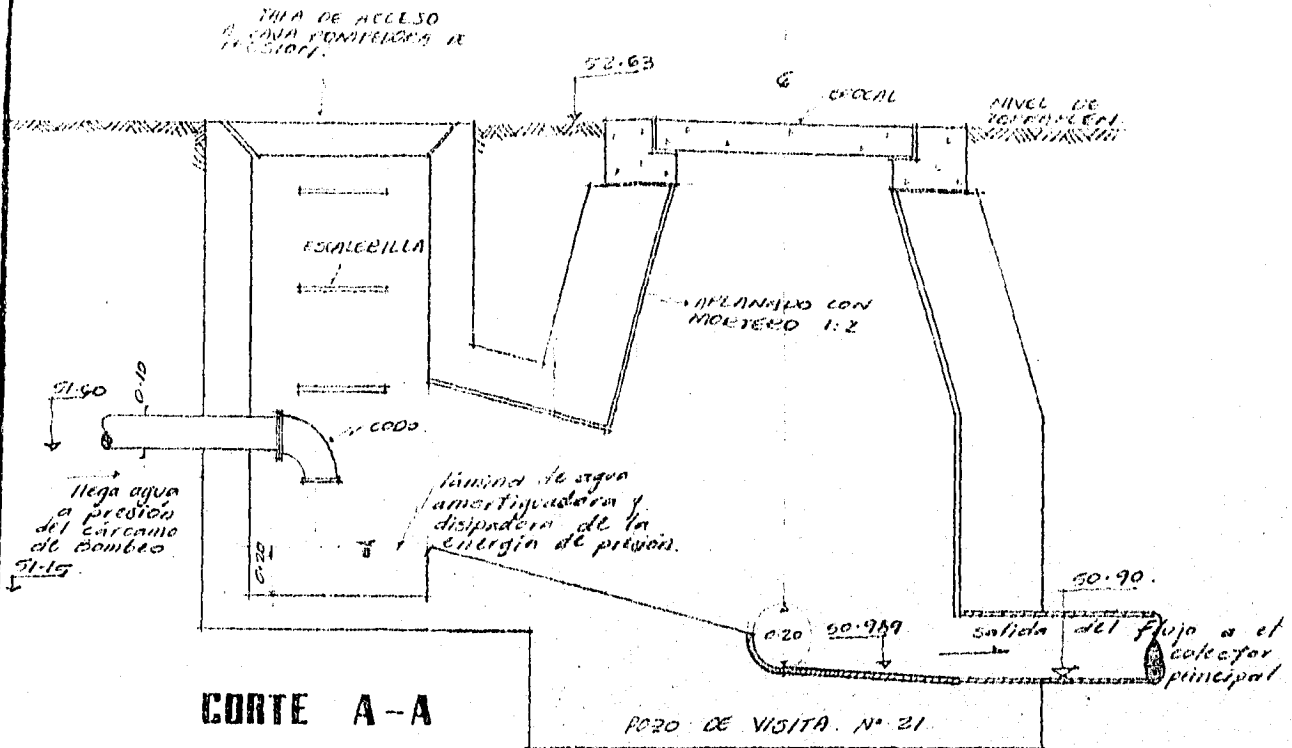 TAPA DE ACCESO
A CAJA ROMPEDORA DE
PRESION.
52.63
₵
BROCAL
NIVEL DE
TERRAPLEN.
ESCALERILLA
APLANADO CON
MORTERO 1:2
51.60
0.10
CODO.
llega agua
a presión
del cárcamo
de Bombeo
51.15
0.20
lámina de agua
amortiguadora y
disipadora de la
energía de presión.
0.20
50.90.
salida del flujo a el
colector
principal
CORTE A-A
POZO DE VISITA. Nº 21